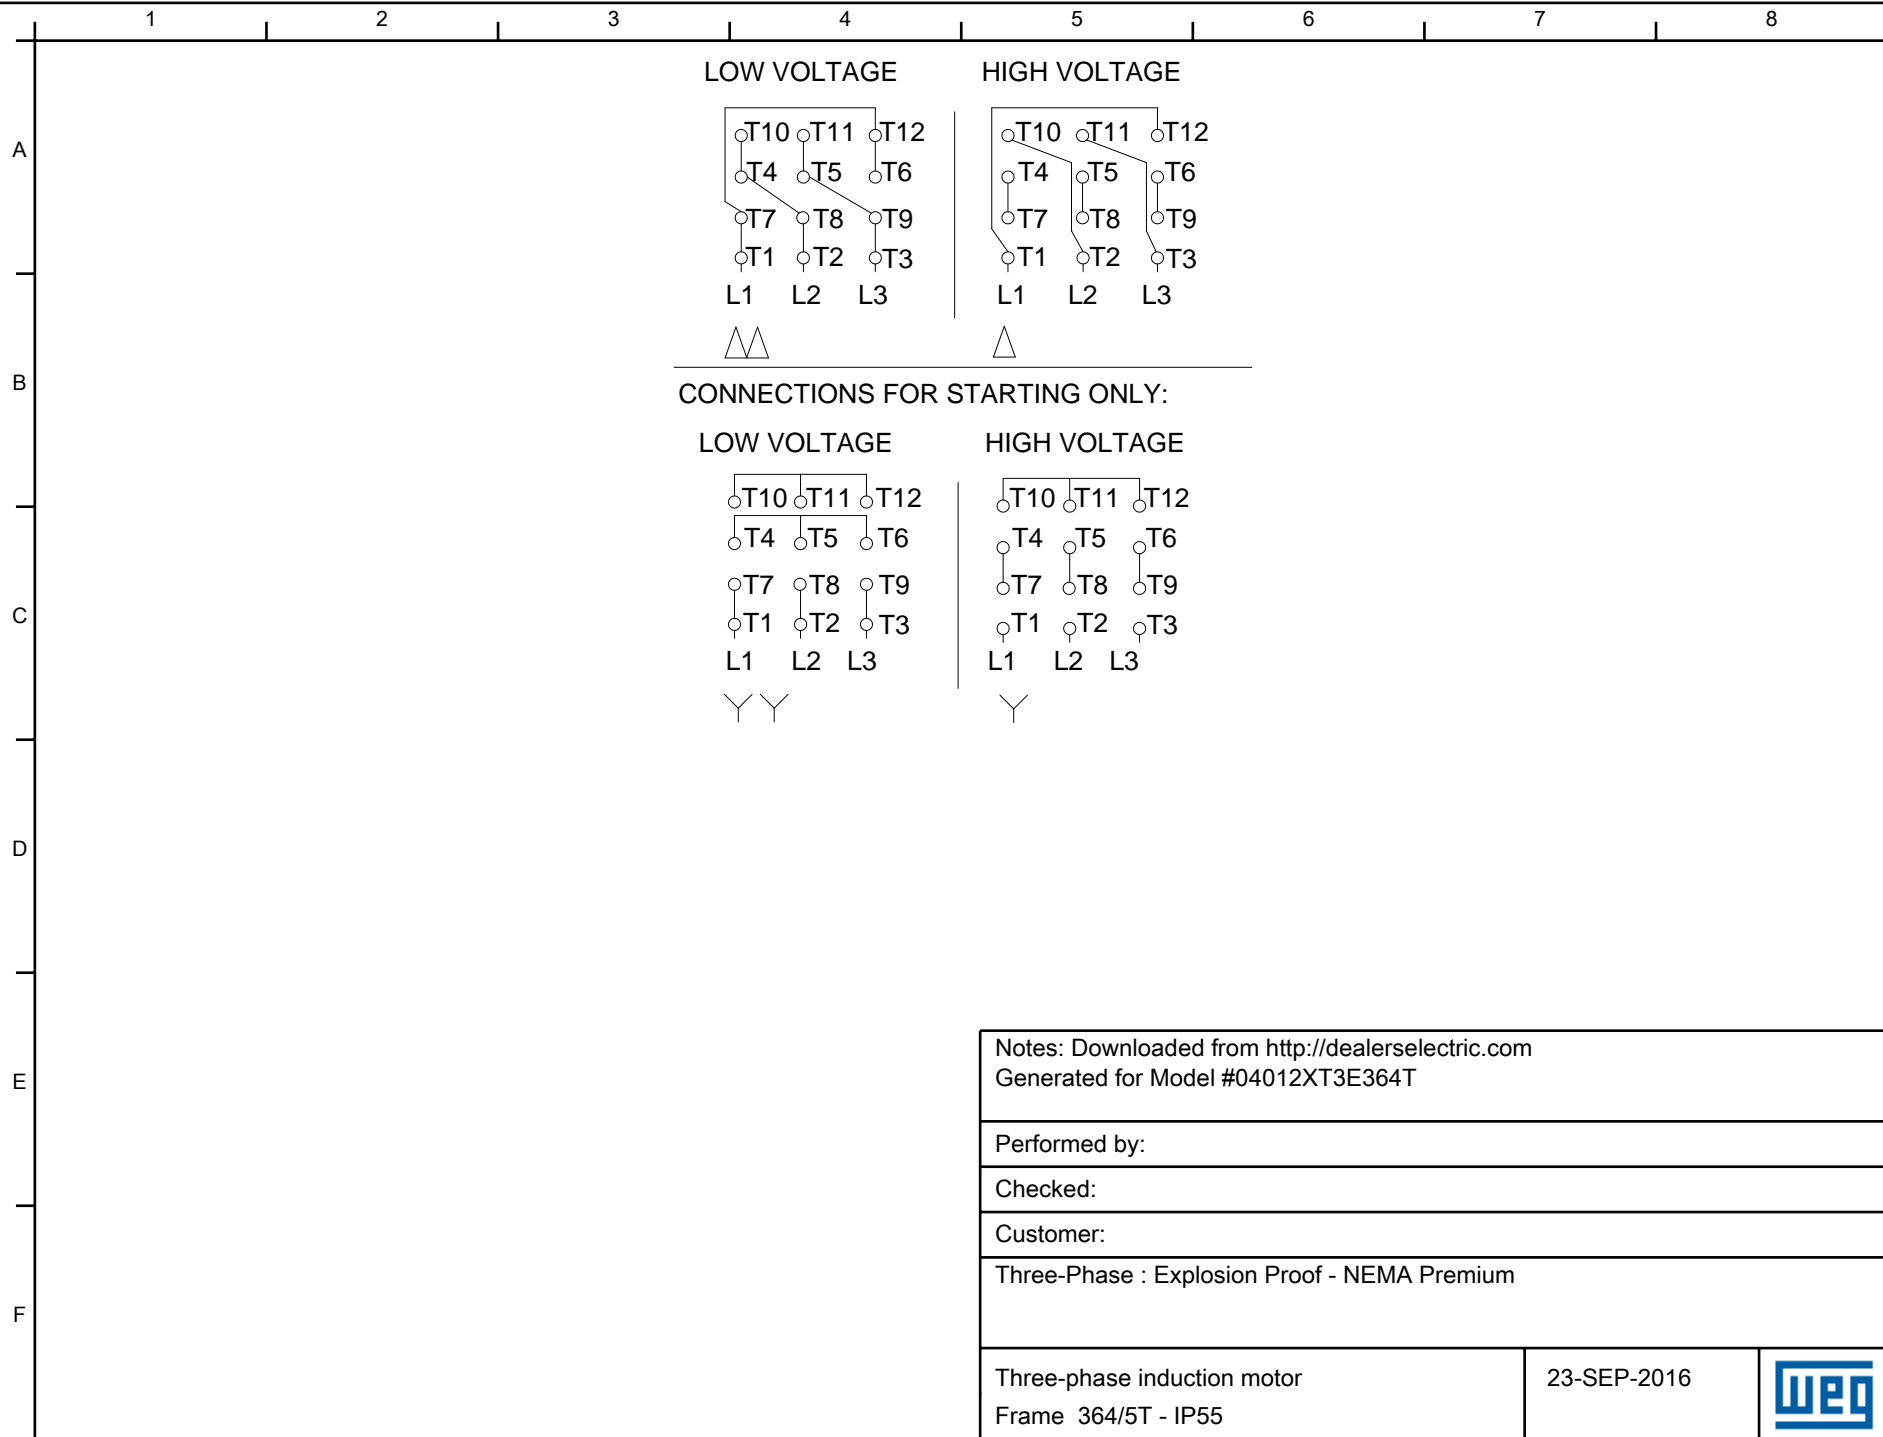 1 2 3 4 5 6 7 8
LOW VOLTAGE HIGH VOLTAGE
A
T10 T11 T12 T10 T11 T12
T4 T5 T6 T4 T5 T6
T7 T8 T9 T7 T8 T9
T1 T2 T3 T1 T2 T3
L1 L2 L3 L1 L2 L3
B
CONNECTIONS FOR STARTING ONLY:
LOW VOLTAGE HIGH VOLTAGE
T10 T11 T12 T10 T11 T12
T4 T5 T6 T4 T5 T6
T7 T8 T9 T7 T8 T9
C
T1 T2 T3 T1 T2 T3
L1 L2 L3 L1 L2 L3
D
E
Notes: Downloaded from http://dealerselectric.com
Generated for Model #04012XT3E364T
Performed by:
Checked:
Customer:
F
Three-Phase : Explosion Proof - NEMA Premium
Three-phase induction motor 23-SEP-2016
Frame 364/5T - IP55
weg